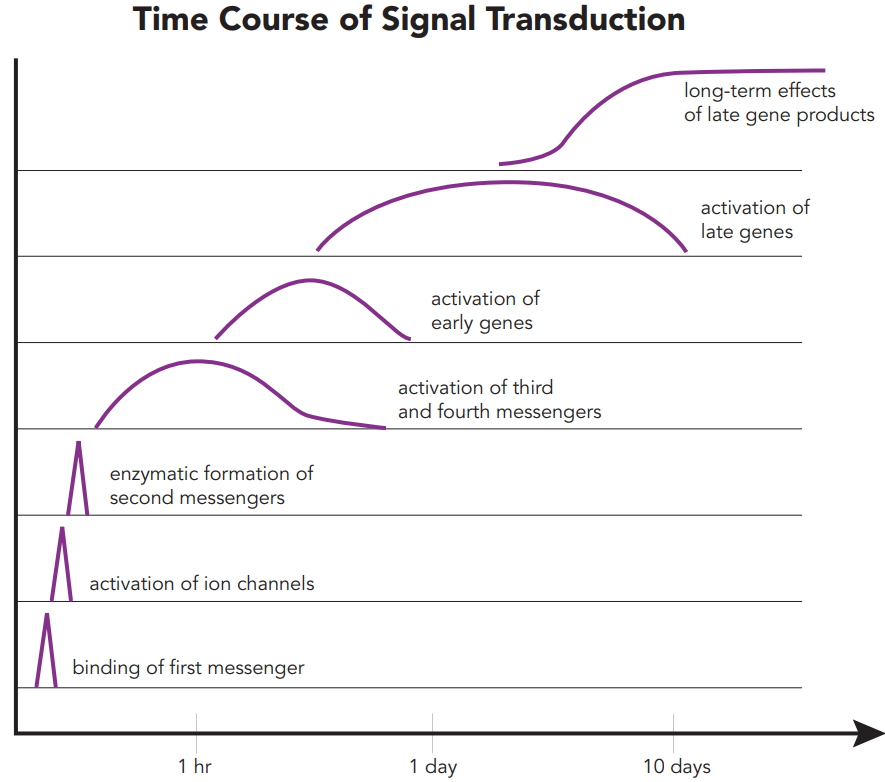 Time Course of Signal Transduction
long-term effects
of late gene products
activation of
late genes
activation of
early genes
activation of third
and fourth messengers
enzymatic formation of
second messengers
activation of ion channels
binding of first messenger
1 hr
1 day
10 days